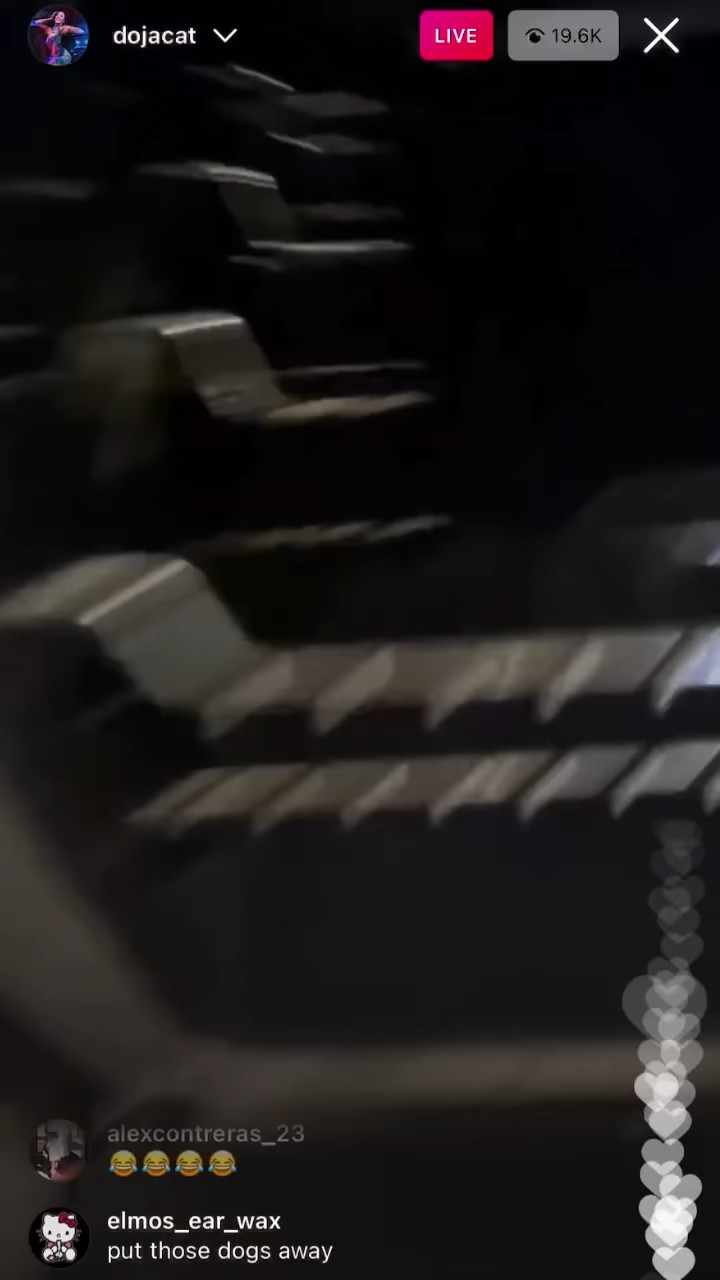 dojacat
LIVE
19.6K
alexcontreras_23
😂😂😂😂
elmos_ear_wax
put those dogs away